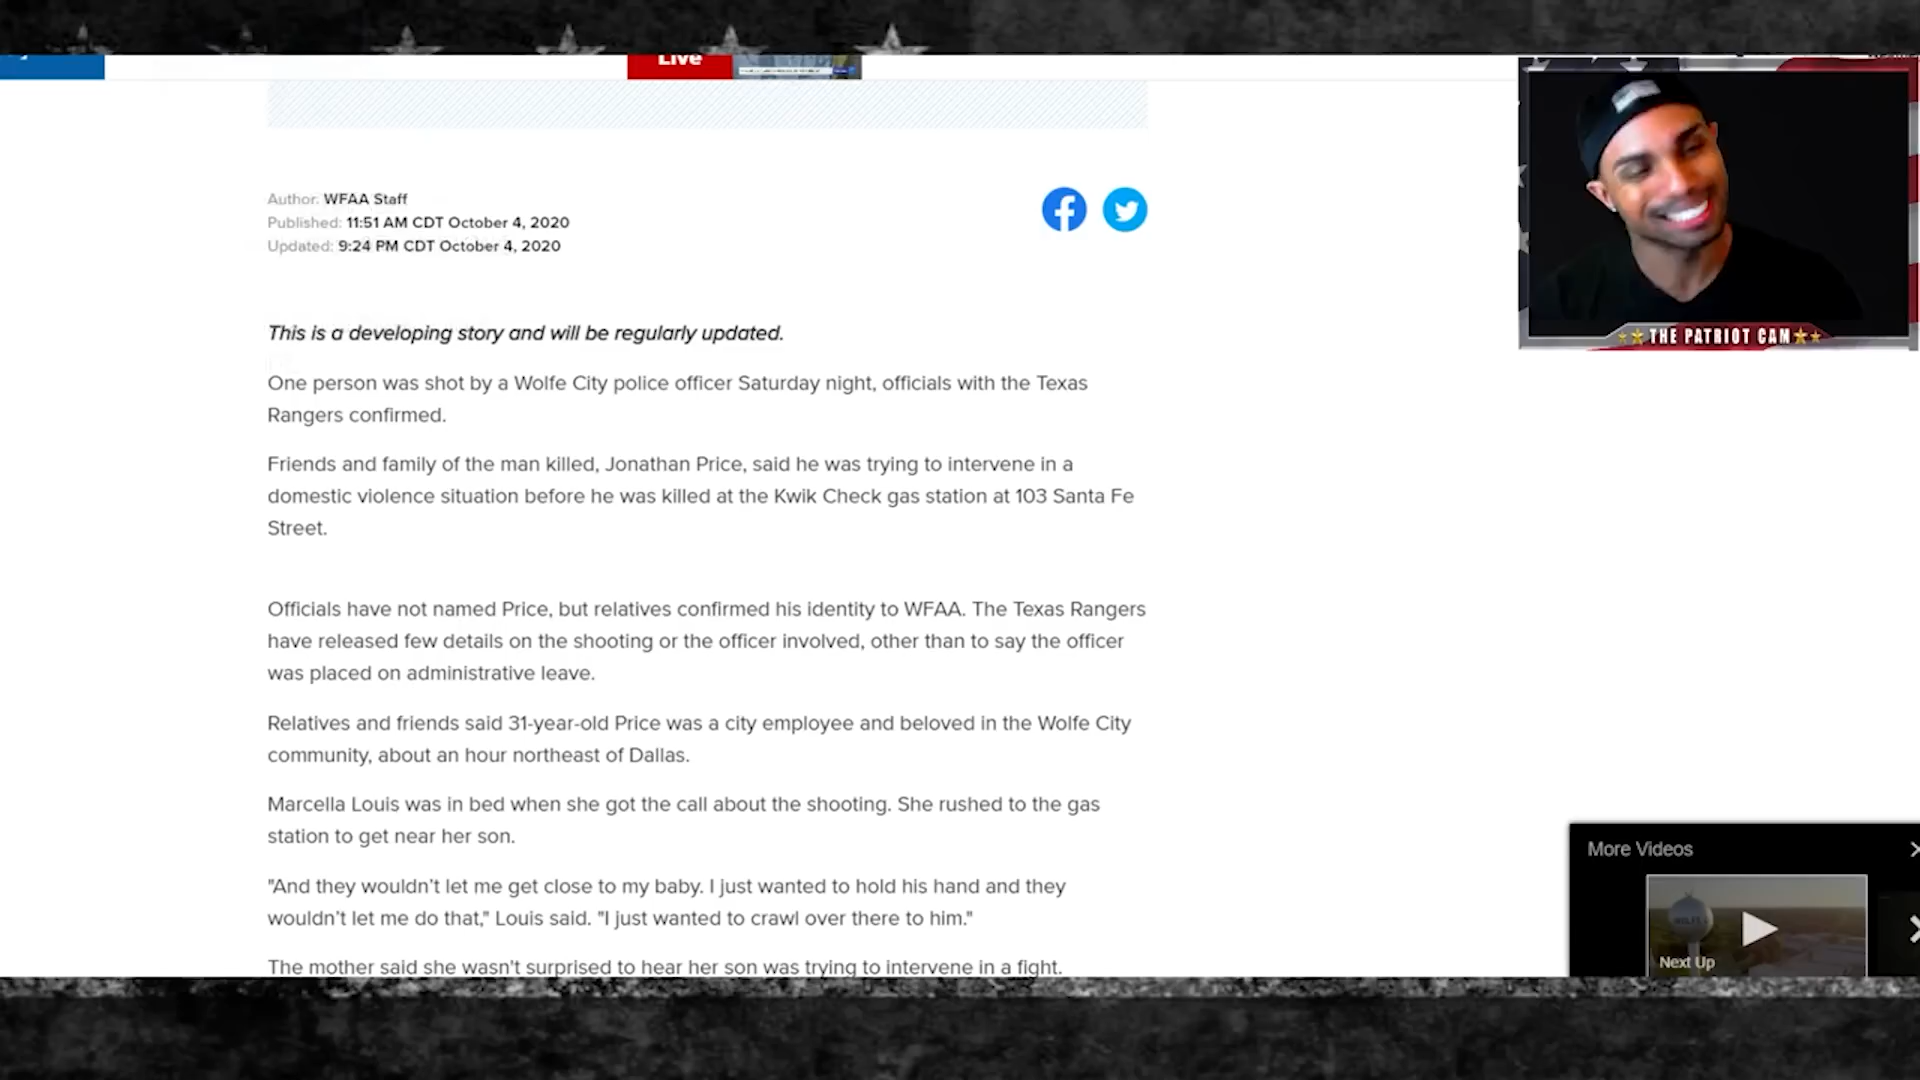 Live
Author: WFAA Staff
Published: 11:51 AM CDT October 4, 2020
Updated: 9:24 PM CDT October 4, 2020
THE PATRIOT CAM
This is a developing story and will be regularly updated.
One person was shot by a Wolfe City police officer Saturday night, officials with the Texas
Rangers confirmed.
Friends and family of the man killed, Jonathan Price, said he was trying to intervene in a
domestic violence situation before he was killed at the Kwik Check gas station at 103 Santa Fe
Street.
Officials have not named Price, but relatives confirmed his identity to WFAA. The Texas Rangers
have released few details on the shooting or the officer involved, other than to say the officer
was placed on administrative leave.
Relatives and friends said 31-year-old Price was a city employee and beloved in the Wolfe City
community, about an hour northeast of Dallas.
Marcella Louis was in bed when she got the call about the shooting. She rushed to the gas
station to get near her son.
"And they wouldn't let me get close to my baby. I just wanted to hold his hand and they
wouldn't let me do that," Louis said. "I just wanted to crawl over there to him."
The mother said she wasn't surprised to hear her son was trying to intervene in a fight.
More Videos
Next Up